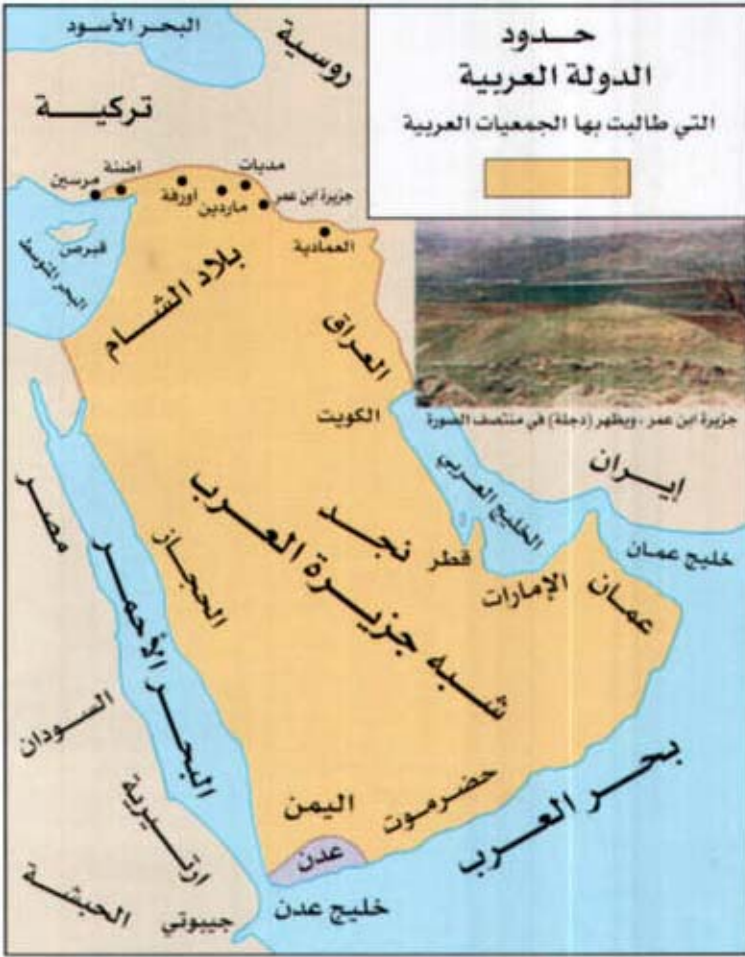 حدود
الدولة العربية
التي طالبت بها الجمعيات العربية
البحر الأسود
روسية
تركية
مديات
أضنة
مرسين
أورفة
ماردين
جزيرة ابن عمر
العمادية
قبرص
البحر المتوسط
بلاد الشام
العراق
جزيرة ابن عمر، ويظهر (دجلة) في منتصف الصورة
الكويت
إيران
الخليج العربي
مصر
نجد
شبه جزيرة العرب
الحجاز
قطر
خليج عمان
الإمارات
عمان
البحر الأحمر
السودان
بحر العرب
حضرموت
اليمن
ارتيرية
عدن
الحبشة
خليج عدن
جيبوتي